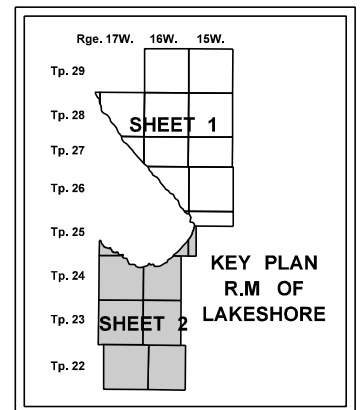 Rge. 17W. 16W. 15W.
Tp. 29
Tp. 28
SHEET 1
Tp. 27
Tp. 26
Tp. 25
KEY PLAN
R.M OF
LAKESHORE
Tp. 24
Tp. 23
SHEET 2
Tp. 22